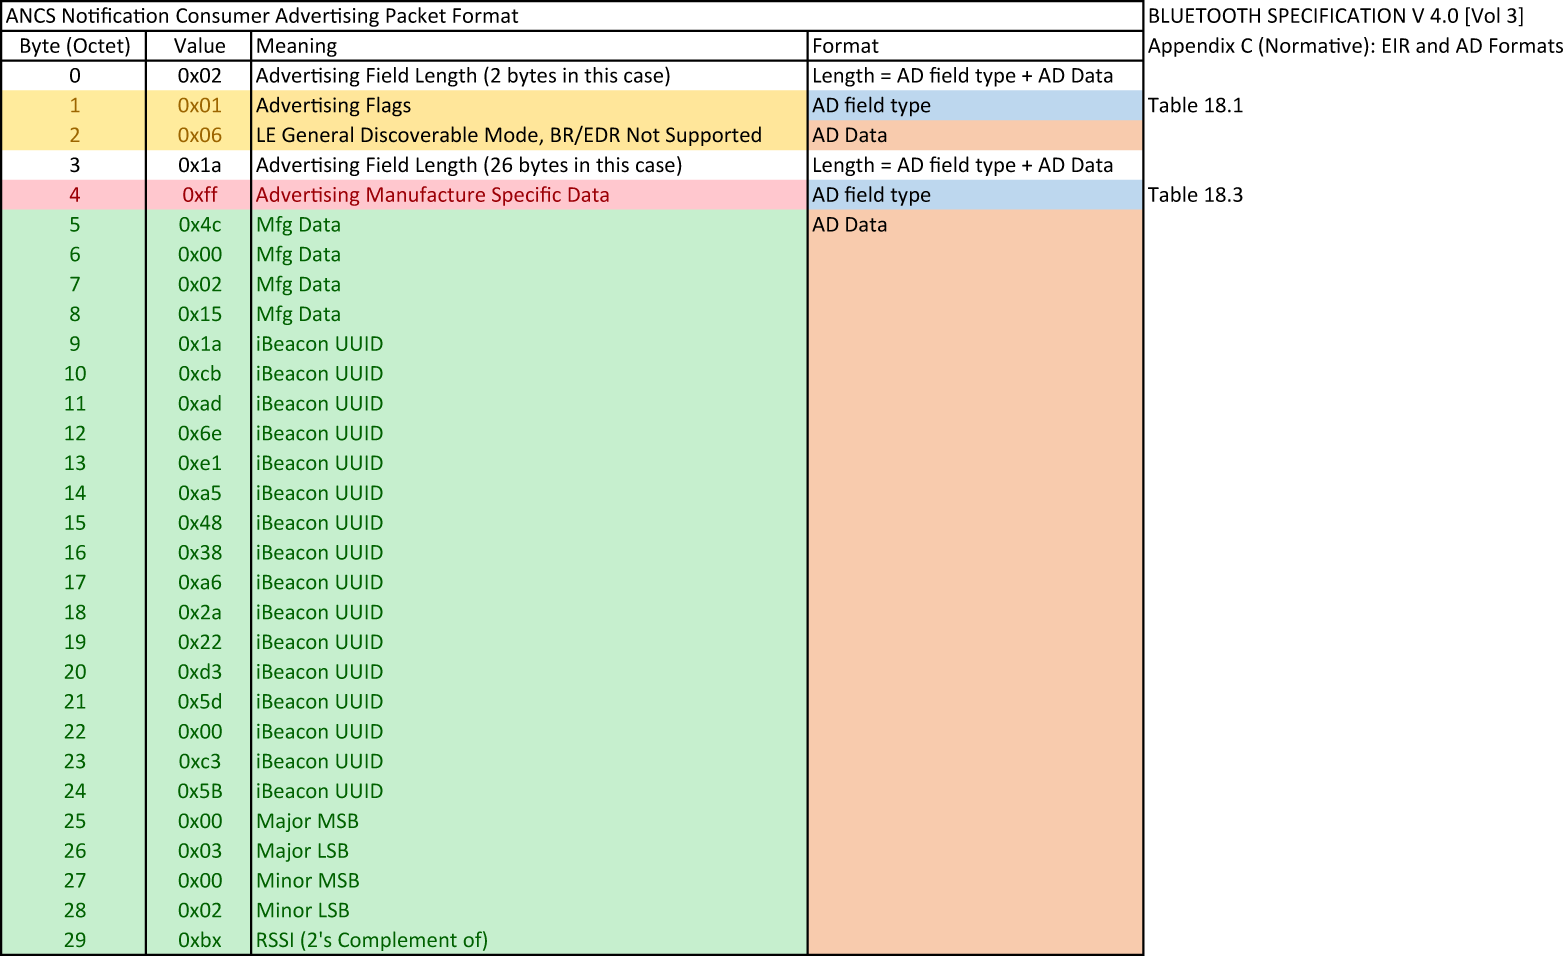 ANCS Notification Consumer Advertising Packet Format BLUETOOTH SPECIFICATION V 4.0 [Vol 3]
Byte (Octet) Value Meaning Format Appendix C (Normative): EIR and AD Formats
0 0x02 Advertising Field Length (2 bytes in this case) Length = AD field type + AD Data
1 0x01 Advertising Flags AD field type Table 18.1
2 0x06 LE General Discoverable Mode, BR/EDR Not Supported AD Data
3 0x1a Advertising Field Length (26 bytes in this case) Length = AD field type + AD Data
4 0xff Advertising Manufacture Specific Data AD field type Table 18.3
5 0x4c Mfg Data AD Data
6 0x00 Mfg Data
7 0x02 Mfg Data
8 0x15 Mfg Data
9 0x1a iBeacon UUID
10 0xcb iBeacon UUID
11 0xad iBeacon UUID
12 0x6e iBeacon UUID
13 0xe1 iBeacon UUID
14 0xa5 iBeacon UUID
15 0x48 iBeacon UUID
16 0x38 iBeacon UUID
17 0xa6 iBeacon UUID
18 0x2a iBeacon UUID
19 0x22 iBeacon UUID
20 0xd3 iBeacon UUID
21 0x5d iBeacon UUID
22 0x00 iBeacon UUID
23 0xc3 iBeacon UUID
24 0x5B iBeacon UUID
25 0x00 Major MSB
26 0x03 Major LSB
27 0x00 Minor MSB
28 0x02 Minor LSB
29 0xbx RSSI (2's Complement of)